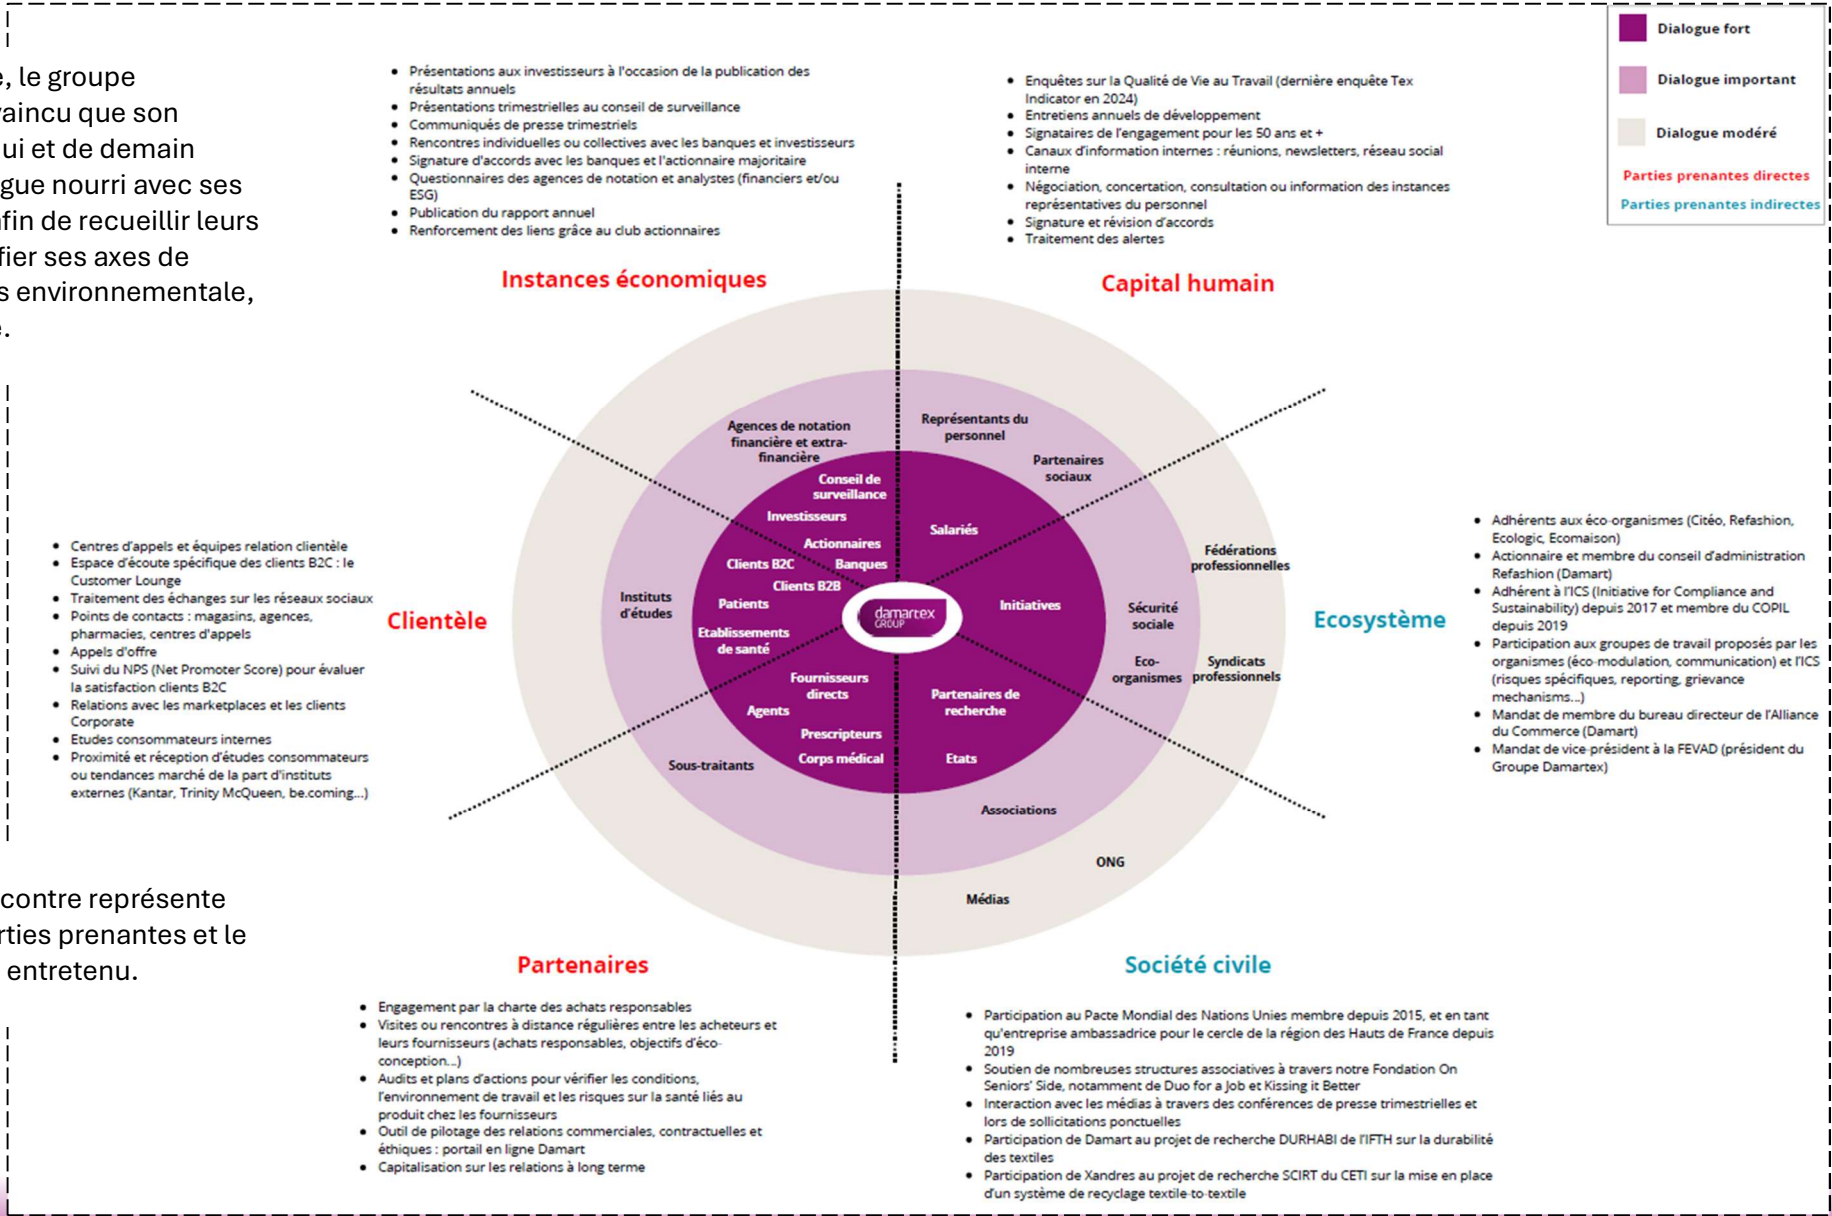 Dialogue fort
Dialogue important
Dialogue modéré
Parties prenantes directes
Parties prenantes indirectes
, le groupe
aincu que son
ui et de demain
gue nourri avec ses
fin de recueillir leurs
fier ses axes de
s environnementale,
contre représente
rties prenantes et le
entretenu.
• Présentations aux investisseurs à l'occasion de la publication des
résultats annuels
• Présentations trimestrielles au conseil de surveillance
• Communiqués de presse trimestriels
• Rencontres individuelles ou collectives avec les banques et investisseurs
• Signature d'accords avec les banques et l'actionnaire majoritaire
• Questionnaires des agences de notation et analystes (financiers et/ou
ESG)
• Publication du rapport annuel
• Renforcement des liens grâce au club actionnaires
Instances économiques
• Enquêtes sur la Qualité de Vie au Travail (dernière enquête Tex
Indicator en 2024)
• Entretiens annuels de développement
• Signataires de l'engagement pour les 50 ans et +
• Canaux d'information internes : réunions, newsletters, réseau social
interne
• Négociation, concertation, consultation ou information des instances
représentatives du personnel
• Signature et révision d'accords
• Traitement des alertes
Capital humain
Agences de notation
financière et extra-
financière
Conseil de
surveillance
Investisseurs
Actionnaires
Banques
Représentants du
personnel
Partenaires
sociaux
Salariés
• Centres d'appels et équipes relation clientèle
• Espace d'écoute spécifique des clients B2C : le
Customer Lounge
• Traitement des échanges sur les réseaux sociaux
• Points de contacts : magasins, agences,
pharmacies, centres d'appels
• Appels d'offre
• Suivi du NPS (Net Promoter Score) pour évaluer
la satisfaction clients B2C
• Relations avec les marketplaces et les clients
Corporate
• Etudes consommateurs internes
• Proximité et réception d'études consommateurs
ou tendances marché de la part d'instituts
externes (Kantar, Trinity McQueen, be.coming...)
Clientèle
Instituts
d'études
Clients B2C
Clients B2B
Patients
Etablissements
de santé
damartex
GROUP
Initiatives
Sécurité
sociale
Eco-
organismes
Fédérations
professionnelles
Syndicats
professionnels
Ecosystème
• Adhérents aux éco-organismes (Citéo, Refashion,
Ecologic, Ecomaison)
• Actionnaire et membre du conseil d'administration
Refashion (Damart)
• Adhérent à l'ICS (Initiative for Compliance and
Sustainability) depuis 2017 et membre du COPIL
depuis 2019
• Participation aux groupes de travail proposés par les
organismes (éco-modulation, communication) et l'ICS
(risques spécifiques, reporting, grievance
mechanisms...)
• Mandat de membre du bureau directeur de l'Alliance
du Commerce (Damart)
• Mandat de vice-président à la FEVAD (président du
Groupe Damartex)
Fournisseurs
directs
Agents
Prescripteurs
Corps médical
Sous-traitants
Partenaires de
recherche
Etats
Associations
ONG
Médias
Partenaires
• Engagement par la charte des achats responsables
• Visites ou rencontres à distance régulières entre les acheteurs et
leurs fournisseurs (achats responsables, objectifs d'éco-
conception...)
• Audits et plans d'actions pour vérifier les conditions,
l'environnement de travail et les risques sur la santé liés au
produit chez les fournisseurs
• Outil de pilotage des relations commerciales, contractuelles et
éthiques : portail en ligne Damart
• Capitalisation sur les relations à long terme
Société civile
• Participation au Pacte Mondial des Nations Unies membre depuis 2015, et en tant
qu'entreprise ambassadrice pour le cercle de la région des Hauts de France depuis
2019
• Soutien de nombreuses structures associatives à travers notre Fondation On
Seniors' Side, notamment de Duo for a Job et Kissing it Better
• Interaction avec les médias à travers des conférences de presse trimestrielles et
lors de sollicitations ponctuelles
• Participation de Damart au projet de recherche DURHABI de l'IFTH sur la durabilité
des textiles
• Participation de Xandres au projet de recherche SCIRT du CETI sur la mise en place
d'un système de recyclage textile-to-textile